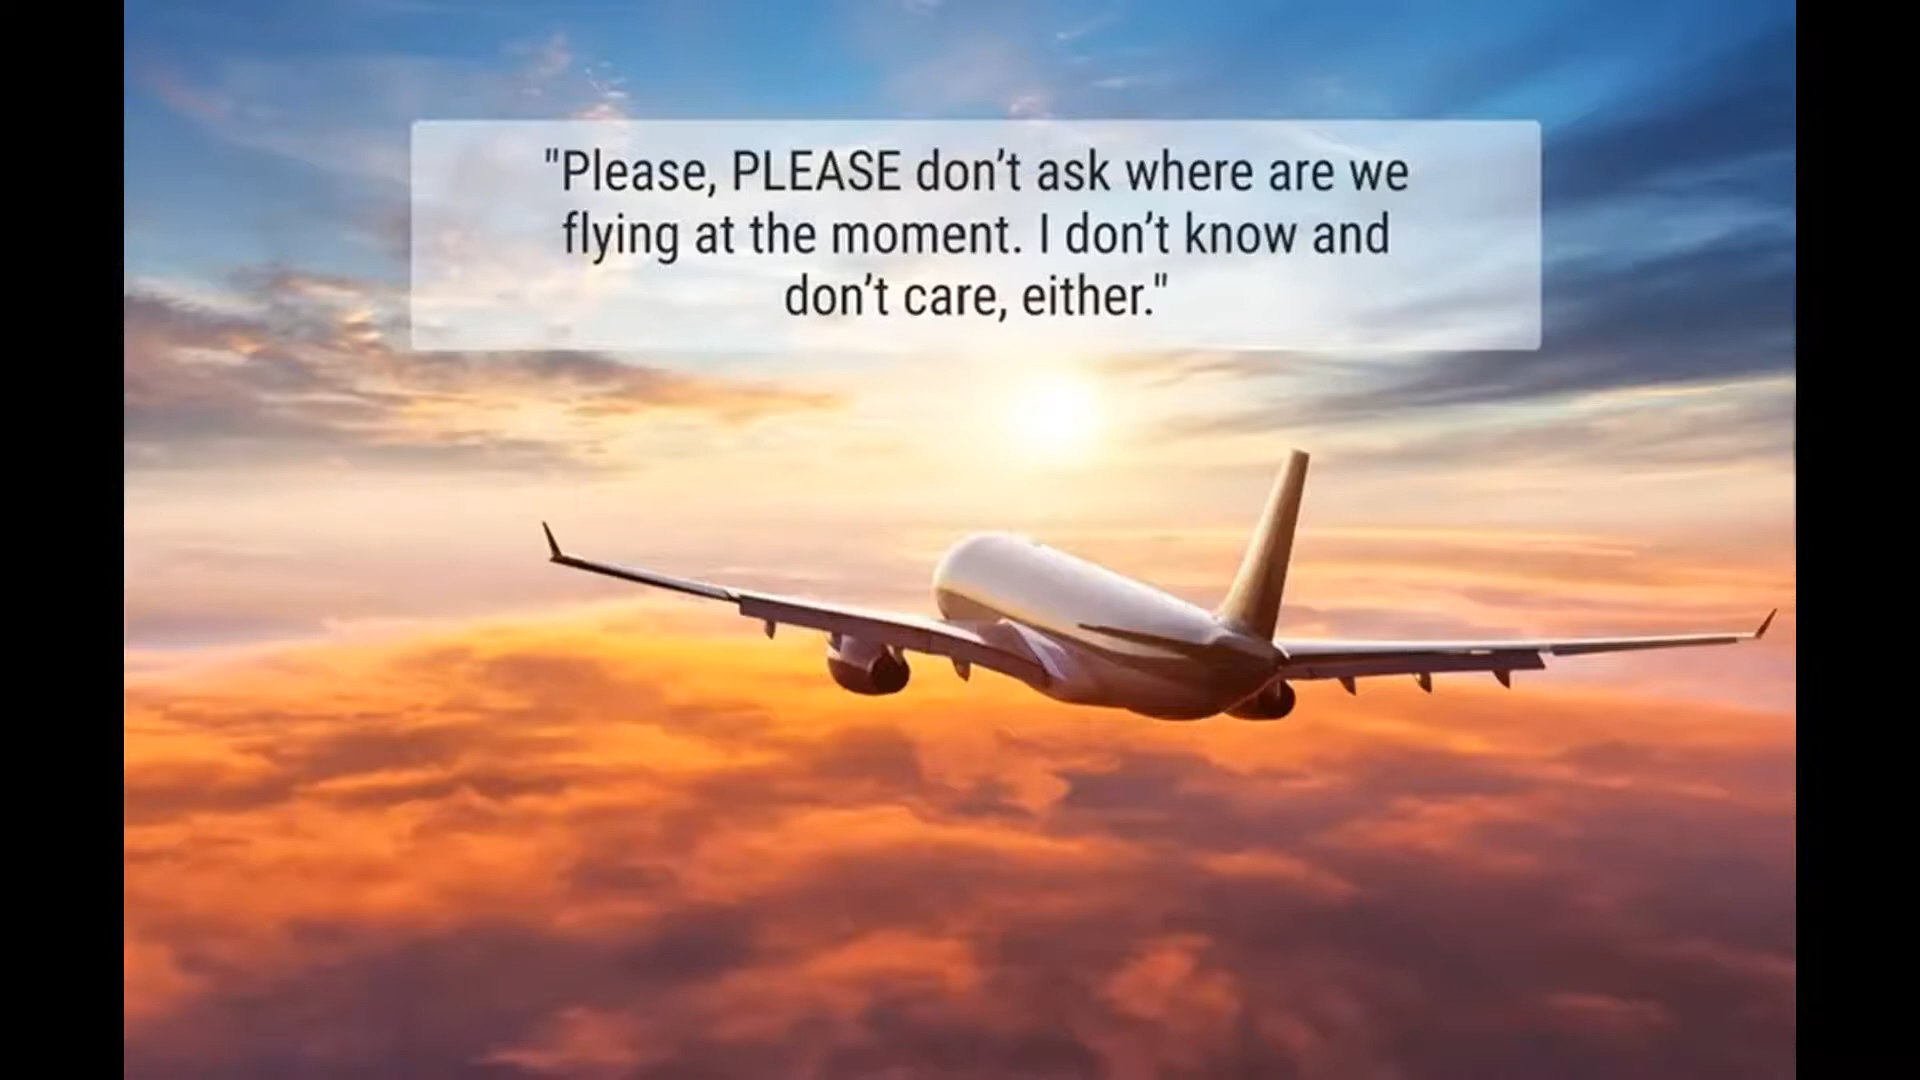 "Please, PLEASE don’t ask where are we
flying at the moment. I don’t know and
don’t care, either."